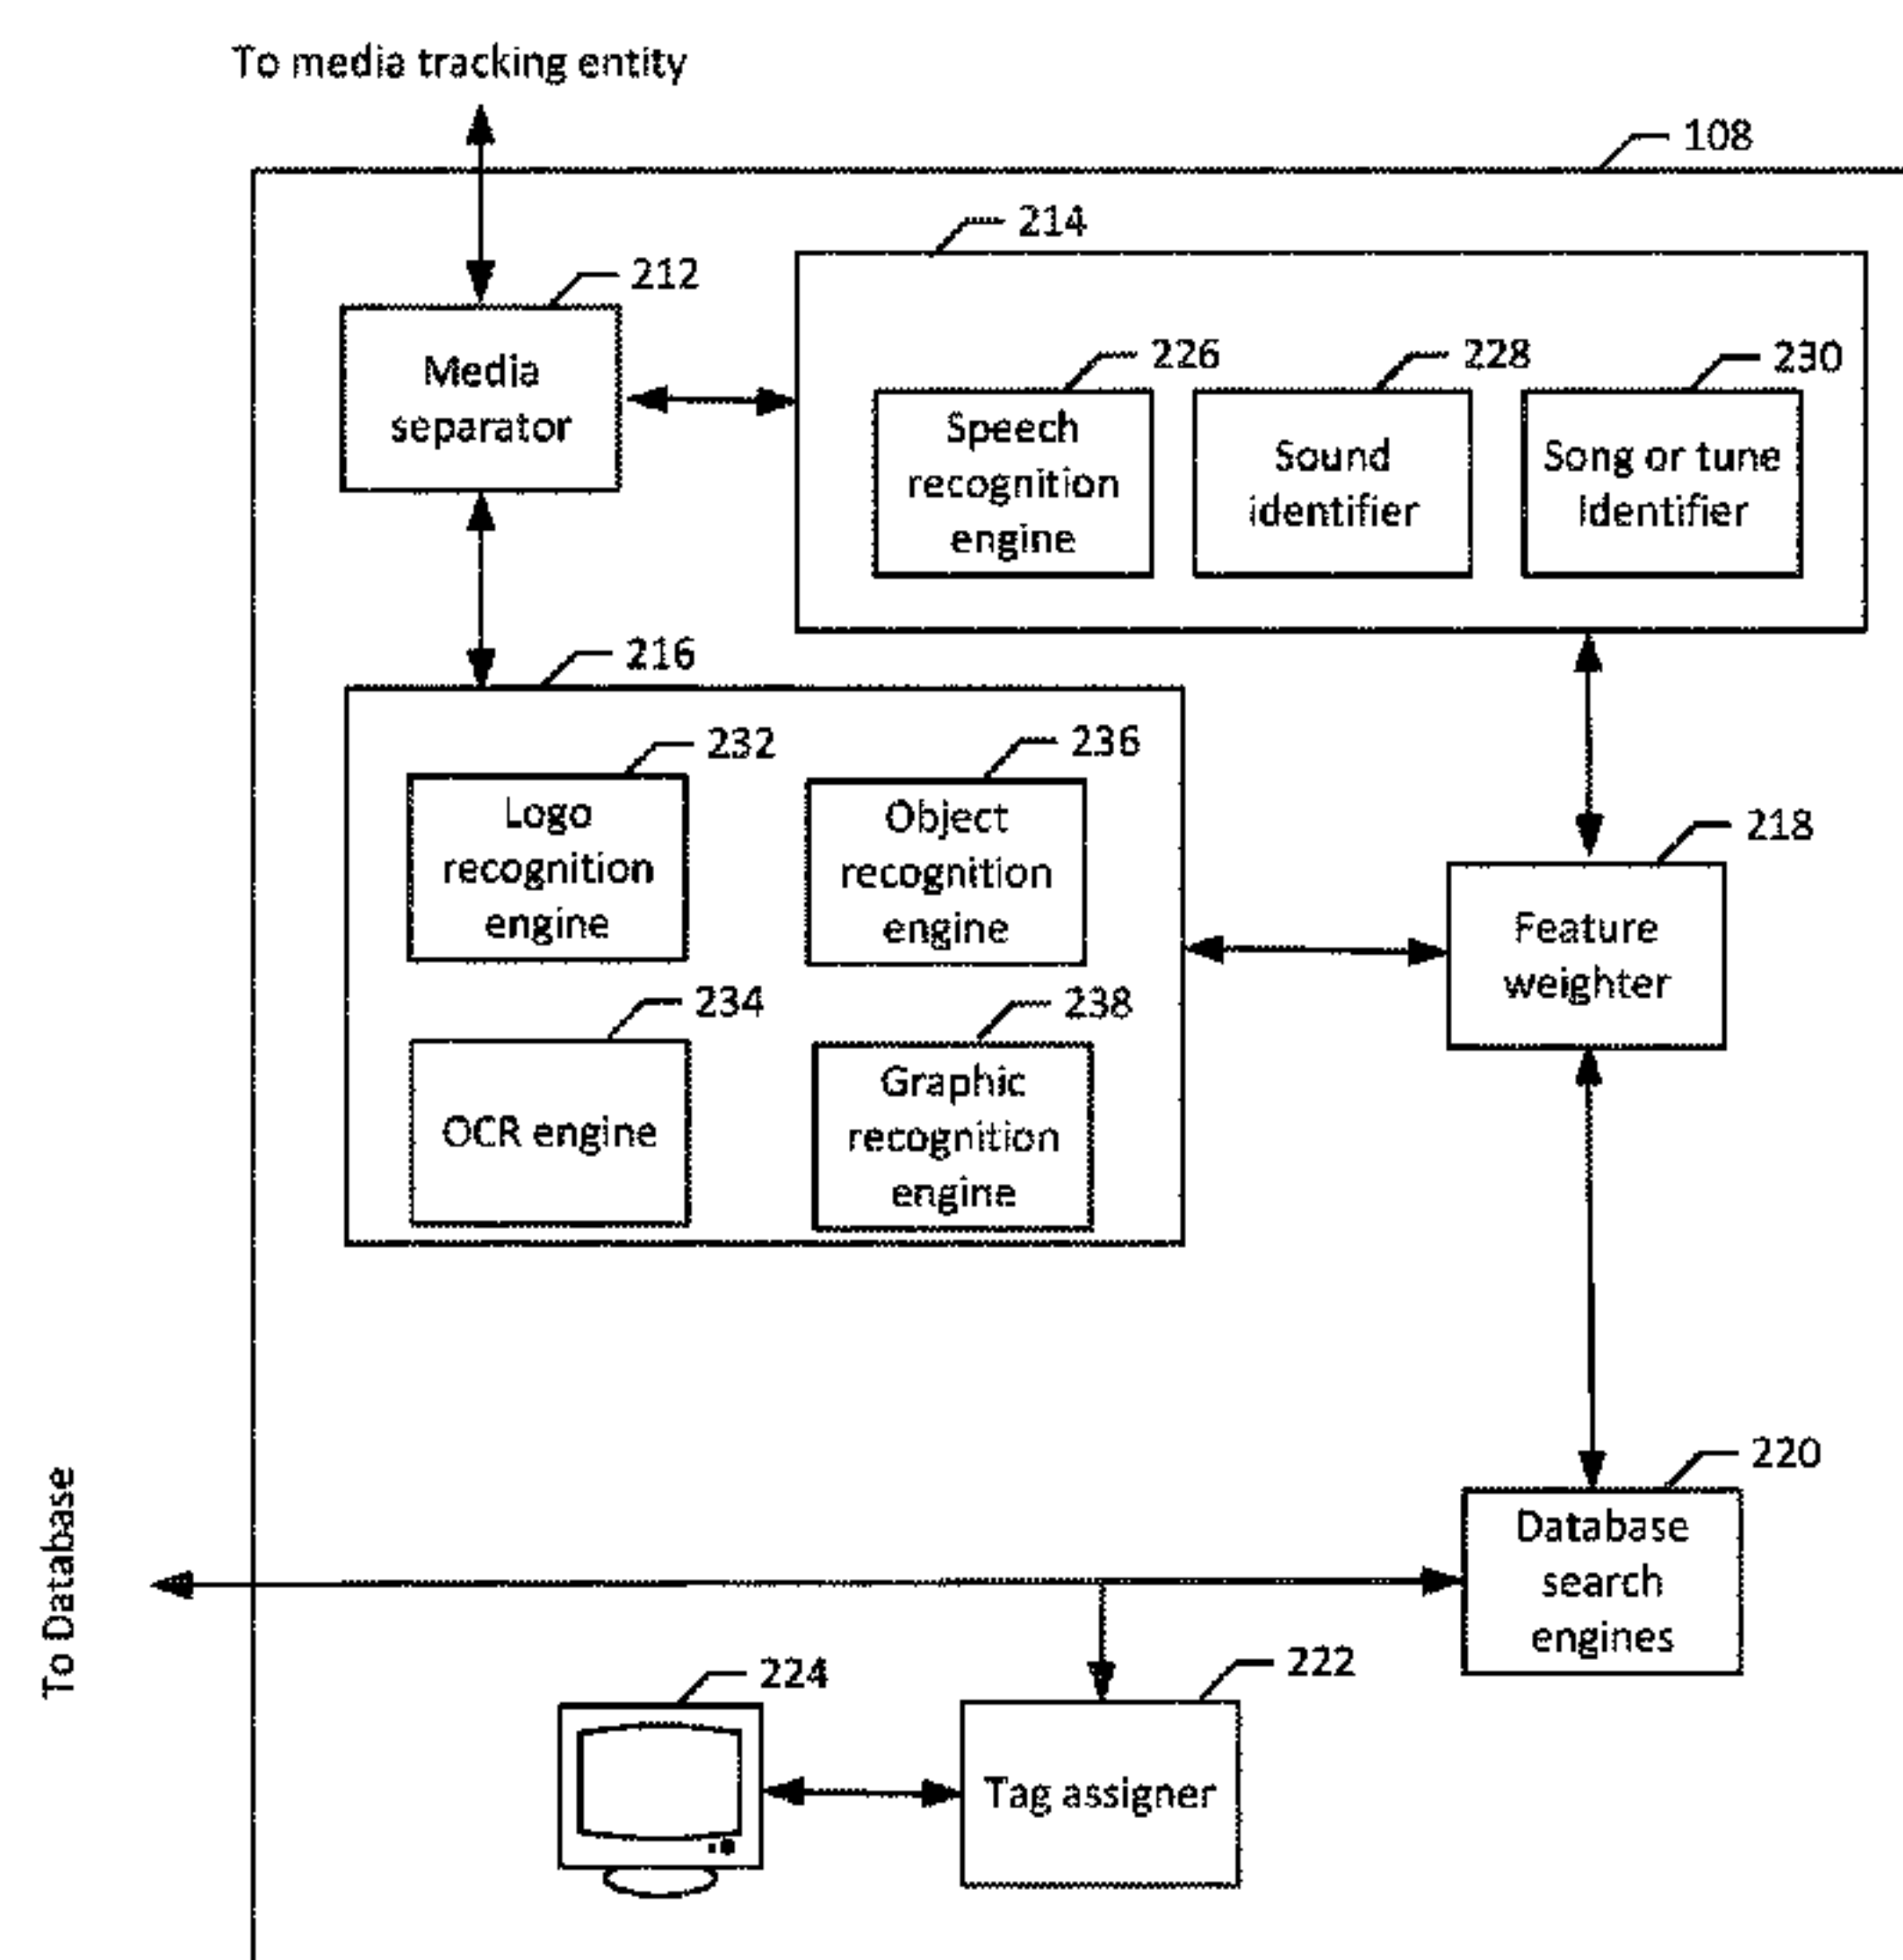 To media tracking entity
108
214
212
Media
separator
226
228
230
Speech
recognition
engine
Sound
identifier
Song or tune
Identifier
216
232
236
Logo
recognition
engine
Object
recognition
engine
218
Feature
weighter
234
238
OCR engine
Graphic
recognition
engine
220
Database
search
engines
To Database
224
222
Tag assigner